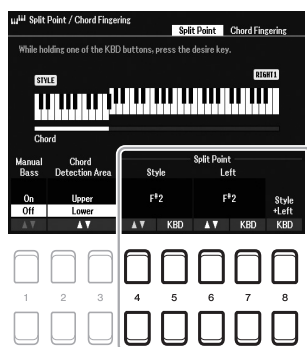 Split Point / Chord Fingering
Split Point Chord Fingering
While holding one of the KBD buttons, press the desire key.
STYLE RIGHT1
Chord
Manual Bass Chord Detection Area Split Point
Style Left
On Upper F#2 F#2 Style +Left
Off Lower
▲▼ ▲▼ ▲▼ KBD ▲▼ KBD KBD
1 2 3 4 5 6 7 8